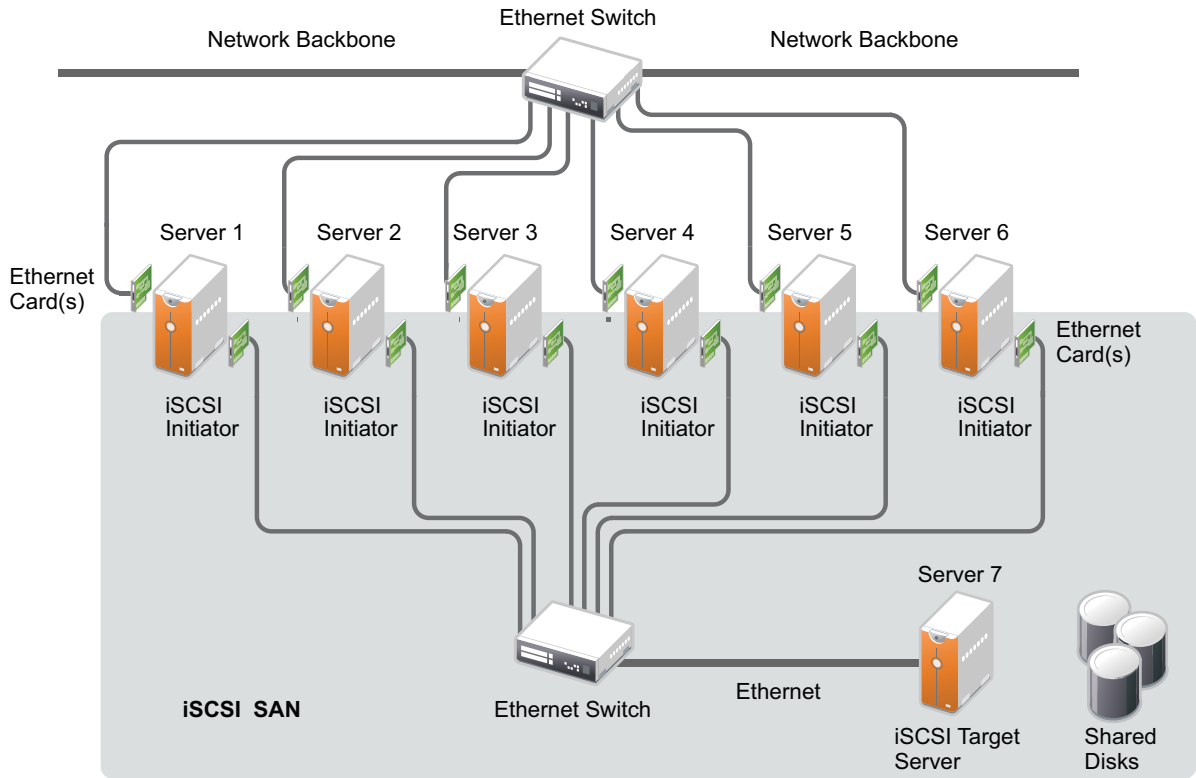 Ethernet Switch
Network Backbone
Network Backbone
Server 1
Server 2
Server 3
Server 4
Server 5
Server 6
Ethernet
Card(s)
Ethernet
Card(s)
iSCSI
Initiator
iSCSI
Initiator
iSCSI
Initiator
iSCSI
Initiator
iSCSI
Initiator
iSCSI
Initiator
Server 7
Ethernet
iSCSI SAN
Ethernet Switch
iSCSI Target
Server
Shared
Disks